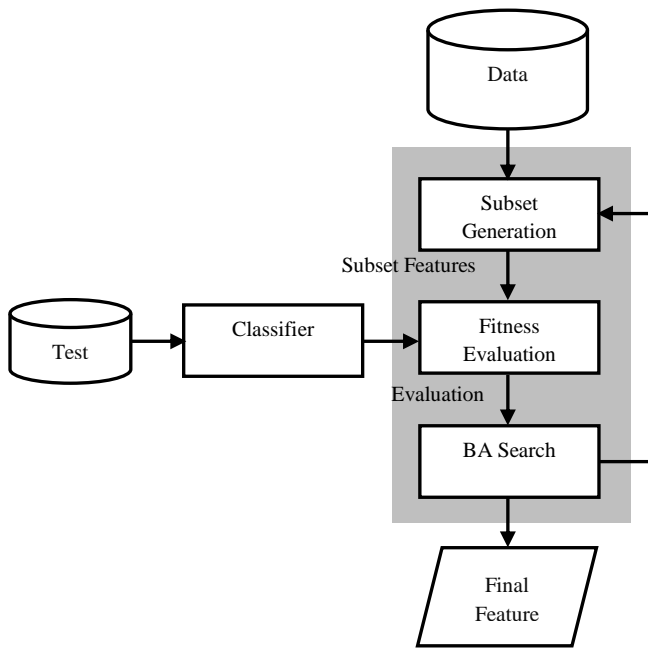 Data
Subset
Generation
Subset Features
Test
Classifier
Fitness
Evaluation
Evaluation
BA Search
Final
Feature